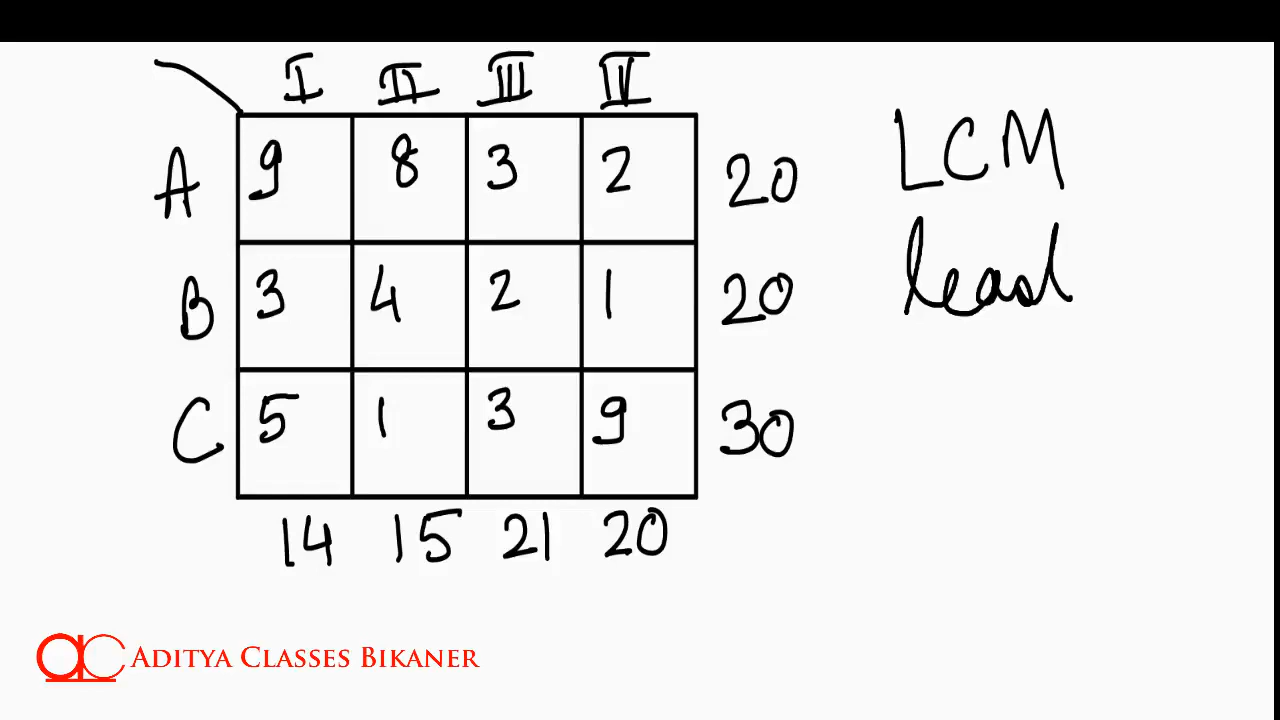 I II III IV
A 9 8 3 2 20
B 3 4 2 1 20
C 5 1 3 9 30
14 15 21 20
LCM
least
ac ADITYA CLASSES BIKANER